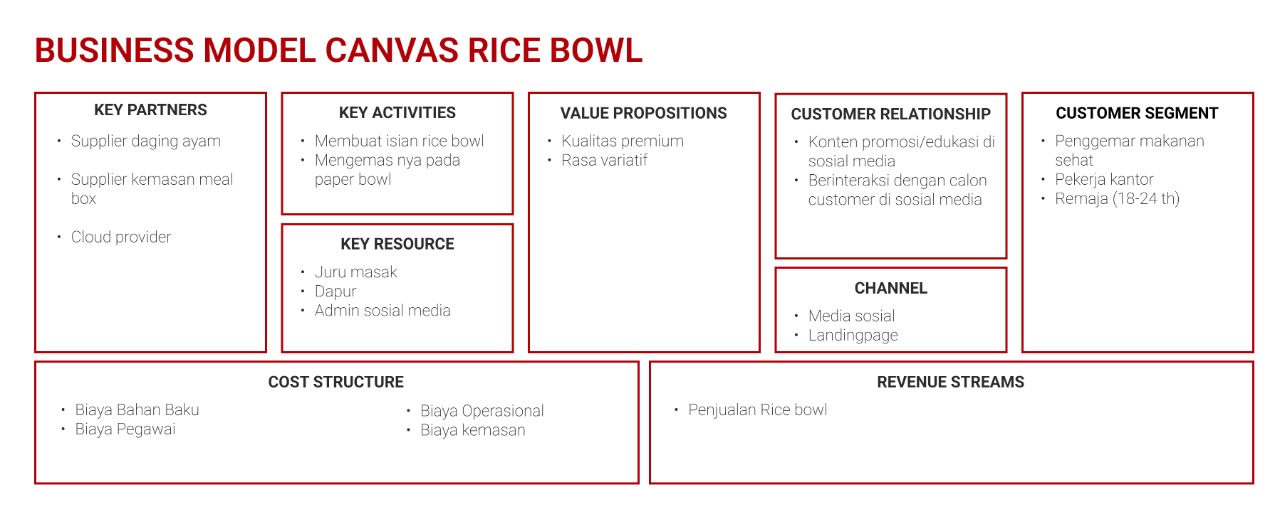 BUSINESS MODEL CANVAS RICE BOWL
KEY PARTNERS
• Supplier daging ayam
• Supplier kemasan meal
box
• Cloud provider
KEY ACTIVITIES
• Membuat isian rice bowl
• Mengemas nya pada
paper bowl
KEY RESOURCE
• Juru masak
• Dapur
• Admin sosial media
VALUE PROPOSITIONS
• Kualitas premium
• Rasa variatif
CUSTOMER RELATIONSHIP
• Konten promosi/edukasi di
sosial media
• Berinteraksi dengan calon
customer di sosial media
CHANNEL
• Media sosial
• Landingpage
CUSTOMER SEGMENT
• Penggemar makanan
sehat
• Pekerja kantor
• Remaja (18-24 th)
COST STRUCTURE
• Biaya Bahan Baku
• Biaya Pegawai
• Biaya Operasional
• Biaya kemasan
REVENUE STREAMS
• Penjualan Rice bowl